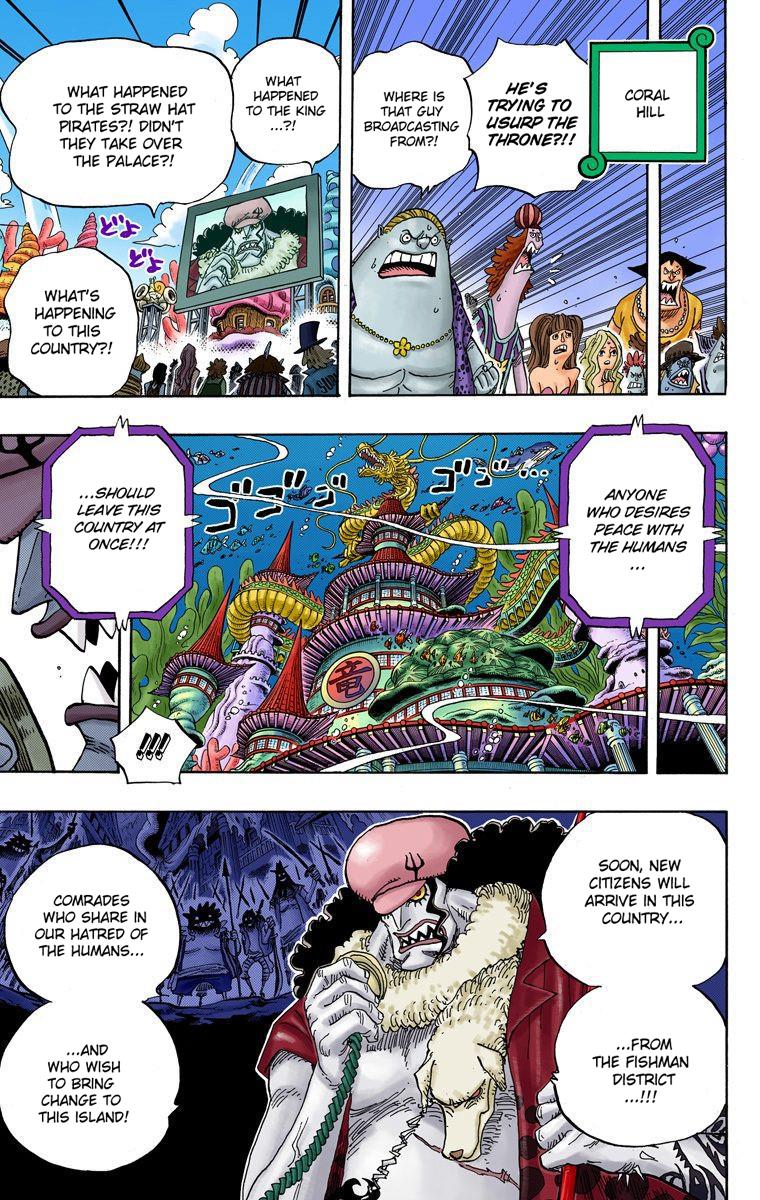 CORAL
HILL
HE'S
TRYING TO
USURP THE
THRONE?!!
WHERE IS
THAT GUY
BROADCASTING
FROM?!
WHAT
HAPPENED
TO THE KING
...?!
WHAT HAPPENED
TO THE STRAW HAT
PIRATES?! DIDN'T
THEY TAKE OVER
THE PALACE?!
どよ
どよ
WHAT'S
HAPPENING
TO THIS
COUNTRY?!
ANYONE
WHO DESIRES
PEACE WITH
THE HUMANS
...
ゴゴ...
ゴゴゴ
竜
...SHOULD
LEAVE THIS
COUNTRY AT
ONCE!!!
!!!
SOON, NEW
CITIZENS WILL
ARRIVE IN THIS
COUNTRY...
...FROM
THE FISHMAN
DISTRICT
...!!!
COMRADES
WHO SHARE IN
OUR HATRED OF
THE HUMANS...
...AND
WHO WISH
TO BRING
CHANGE TO
THIS ISLAND!